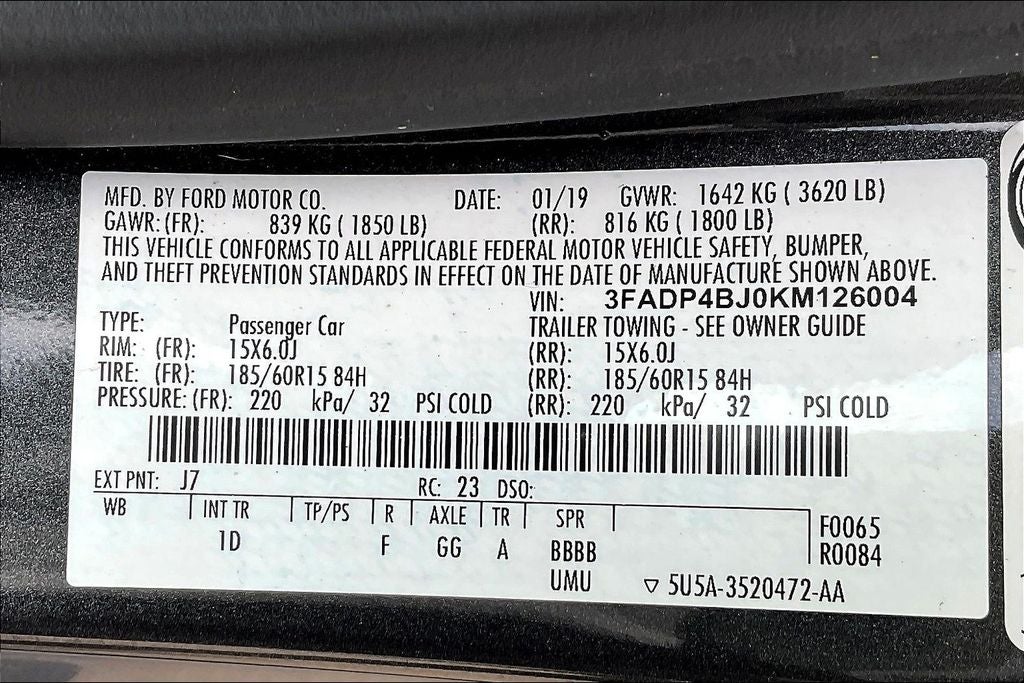 MFD. BY FORD MOTOR CO. DATE: 01/19 GVWR: 1642 KG ( 3620 LB)
GAWR: (FR): 839 KG ( 1850 LB) (RR): 816 KG ( 1800 LB)
THIS VEHICLE CONFORMS TO ALL APPLICABLE FEDERAL MOTOR VEHICLE SAFETY, BUMPER,
AND THEFT PREVENTION STANDARDS IN EFFECT ON THE DATE OF MANUFACTURE SHOWN ABOVE.
VIN: 3FADP4BJ0KM126004
TYPE: Passenger Car TRAILER TOWING - SEE OWNER GUIDE
RIM: (FR): 15X6.0J (RR): 15X6.0J
TIRE: (FR): 185/60R15 84H (RR): 185/60R15 84H
PRESSURE: (FR): 220 kPa/ 32 PSI COLD (RR): 220 kPa/ 32 PSI COLD
EXT PNT: J7 RC: 23 DSO:
WB INT TR TP/PS R AXLE TR SPR F0065
1D F GG A BBBB R0084
UMU ▽ 5U5A-3520472-AA